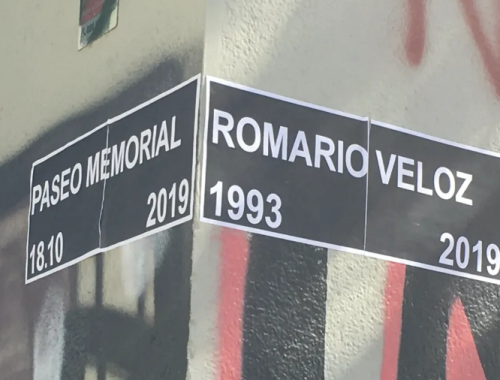 PASEO MEMORIAL
18.10 2019
ROMARIO VELOZ
1993 2019